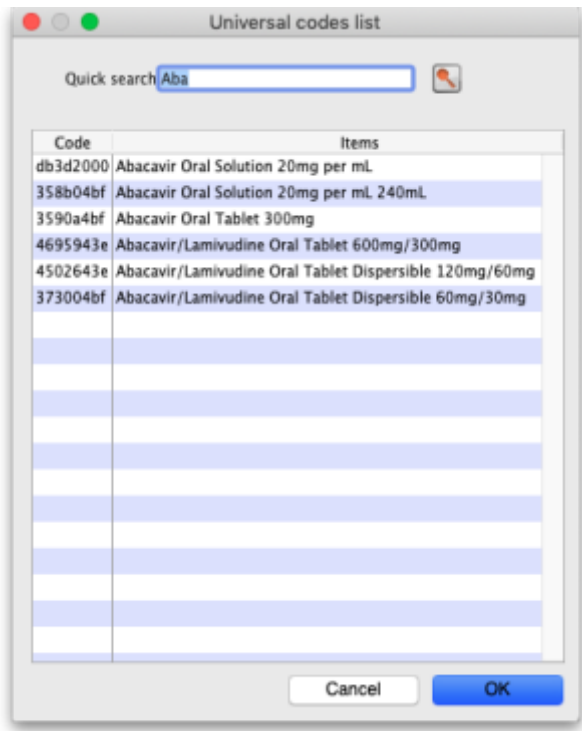 Universal codes list
Quick search Aba
Code Items
db3d2000 Abacavir Oral Solution 20mg per mL
358b04bf Abacavir Oral Solution 20mg per mL 240mL
3590a4bf Abacavir Oral Tablet 300mg
4695943e Abacavir/Lamivudine Oral Tablet 600mg/300mg
4502643e Abacavir/Lamivudine Oral Tablet Dispersible 120mg/60mg
373004bf Abacavir/Lamivudine Oral Tablet Dispersible 60mg/30mg
Cancel OK